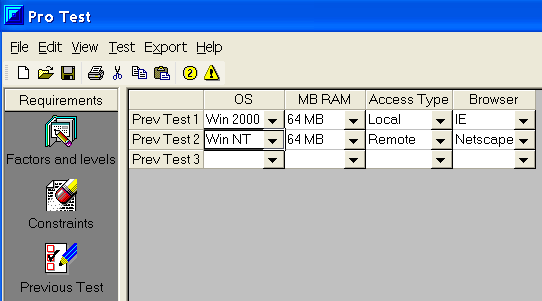 Pro Test
File Edit View Test Export Help
Requirements
Factors and levels
Constraints
Previous Test
OS MB RAM Access Type Browser
Prev Test 1 Win 2000 64 MB Local IE
Prev Test 2 Win NT 64 MB Remote Netscape
Prev Test 3